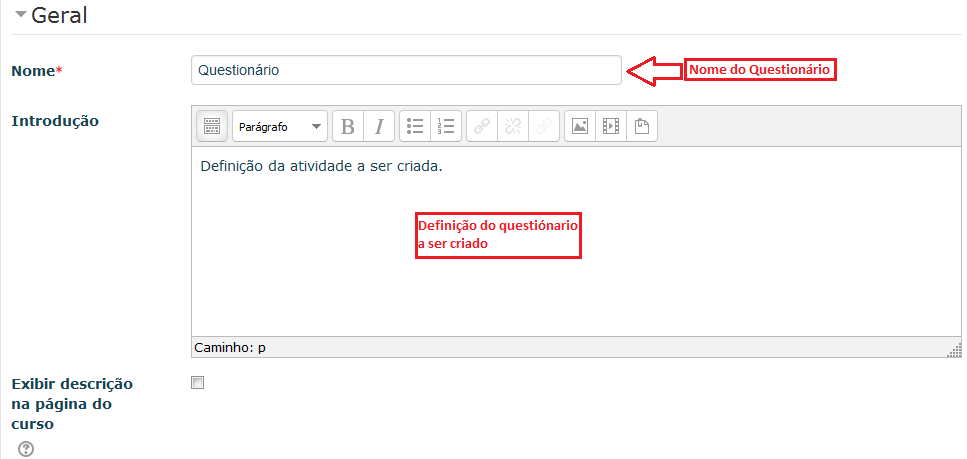 Geral
Nome*
Questionário
Nome do Questionário
Introdução
Parágrafo
B I
Definição da atividade a ser criada.
Definição do questiónario
a ser criado
Caminho: p
Exibir descrição
na página do
curso